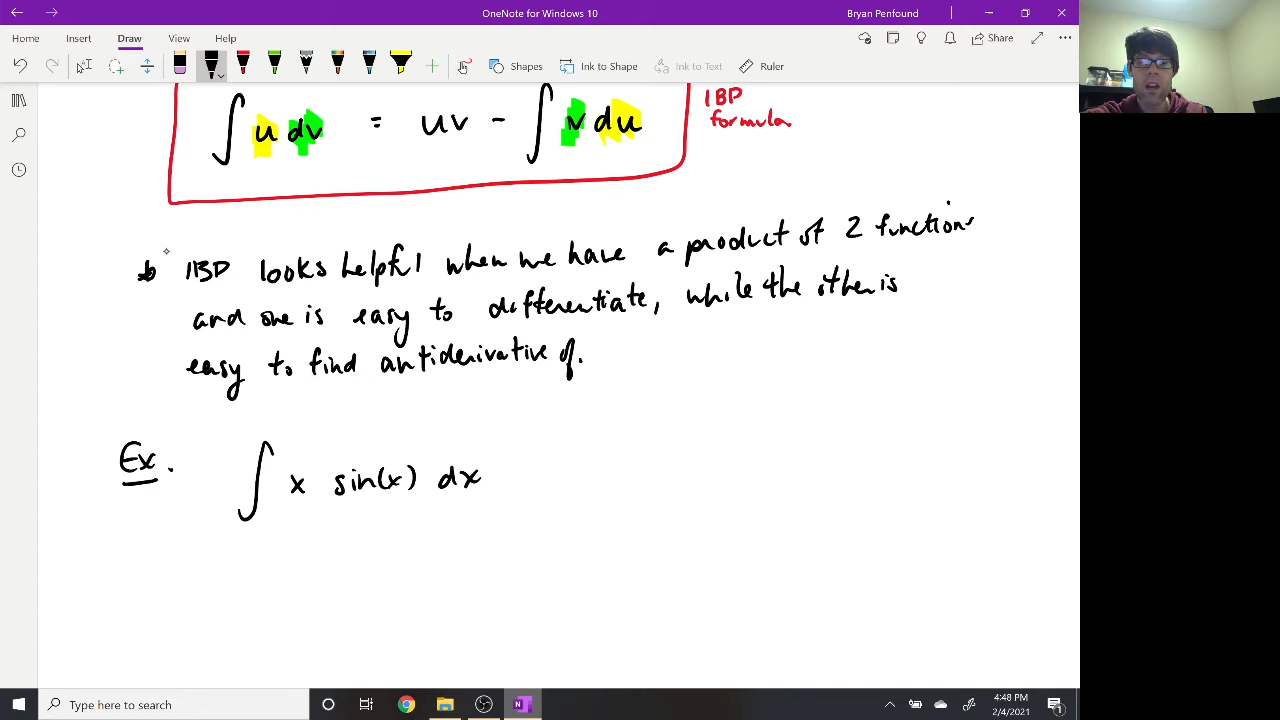 OneNote for Windows 10
Bryan Penfound
Home Insert Draw View Help
Share
Shapes
Ink to Shape
Ink to Text
Ruler
∫ u dv = uv - ∫ v du
IBP
formula
IBP looks helpful when we have a product of 2 functions
and one is easy to differentiate, while the other is
easy to find antiderivative of.
Ex. ∫ x sin(x) dx
Type here to search
4:48 PM
2/4/2021
1